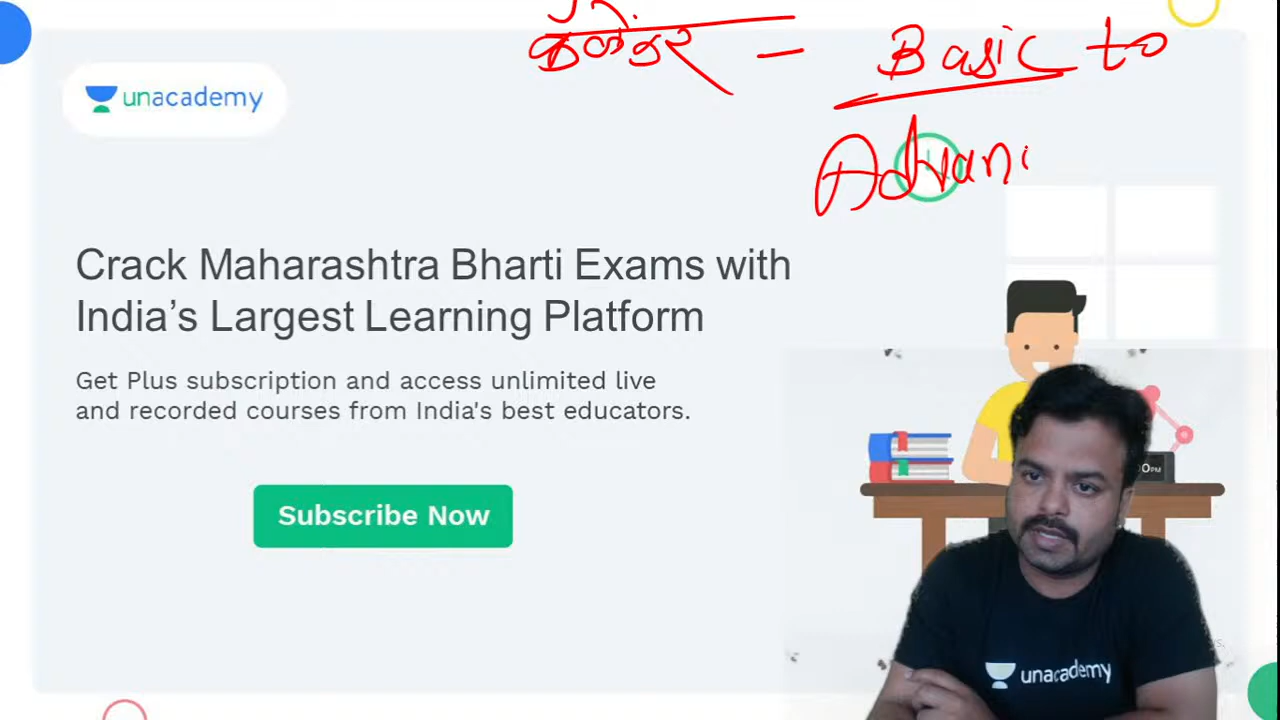 कॅलेंडर - Basic to
Advan
unacademy
Crack Maharashtra Bharti Exams with
India’s Largest Learning Platform
Get Plus subscription and access unlimited live
and recorded courses from India's best educators.
Subscribe Now
unacademy